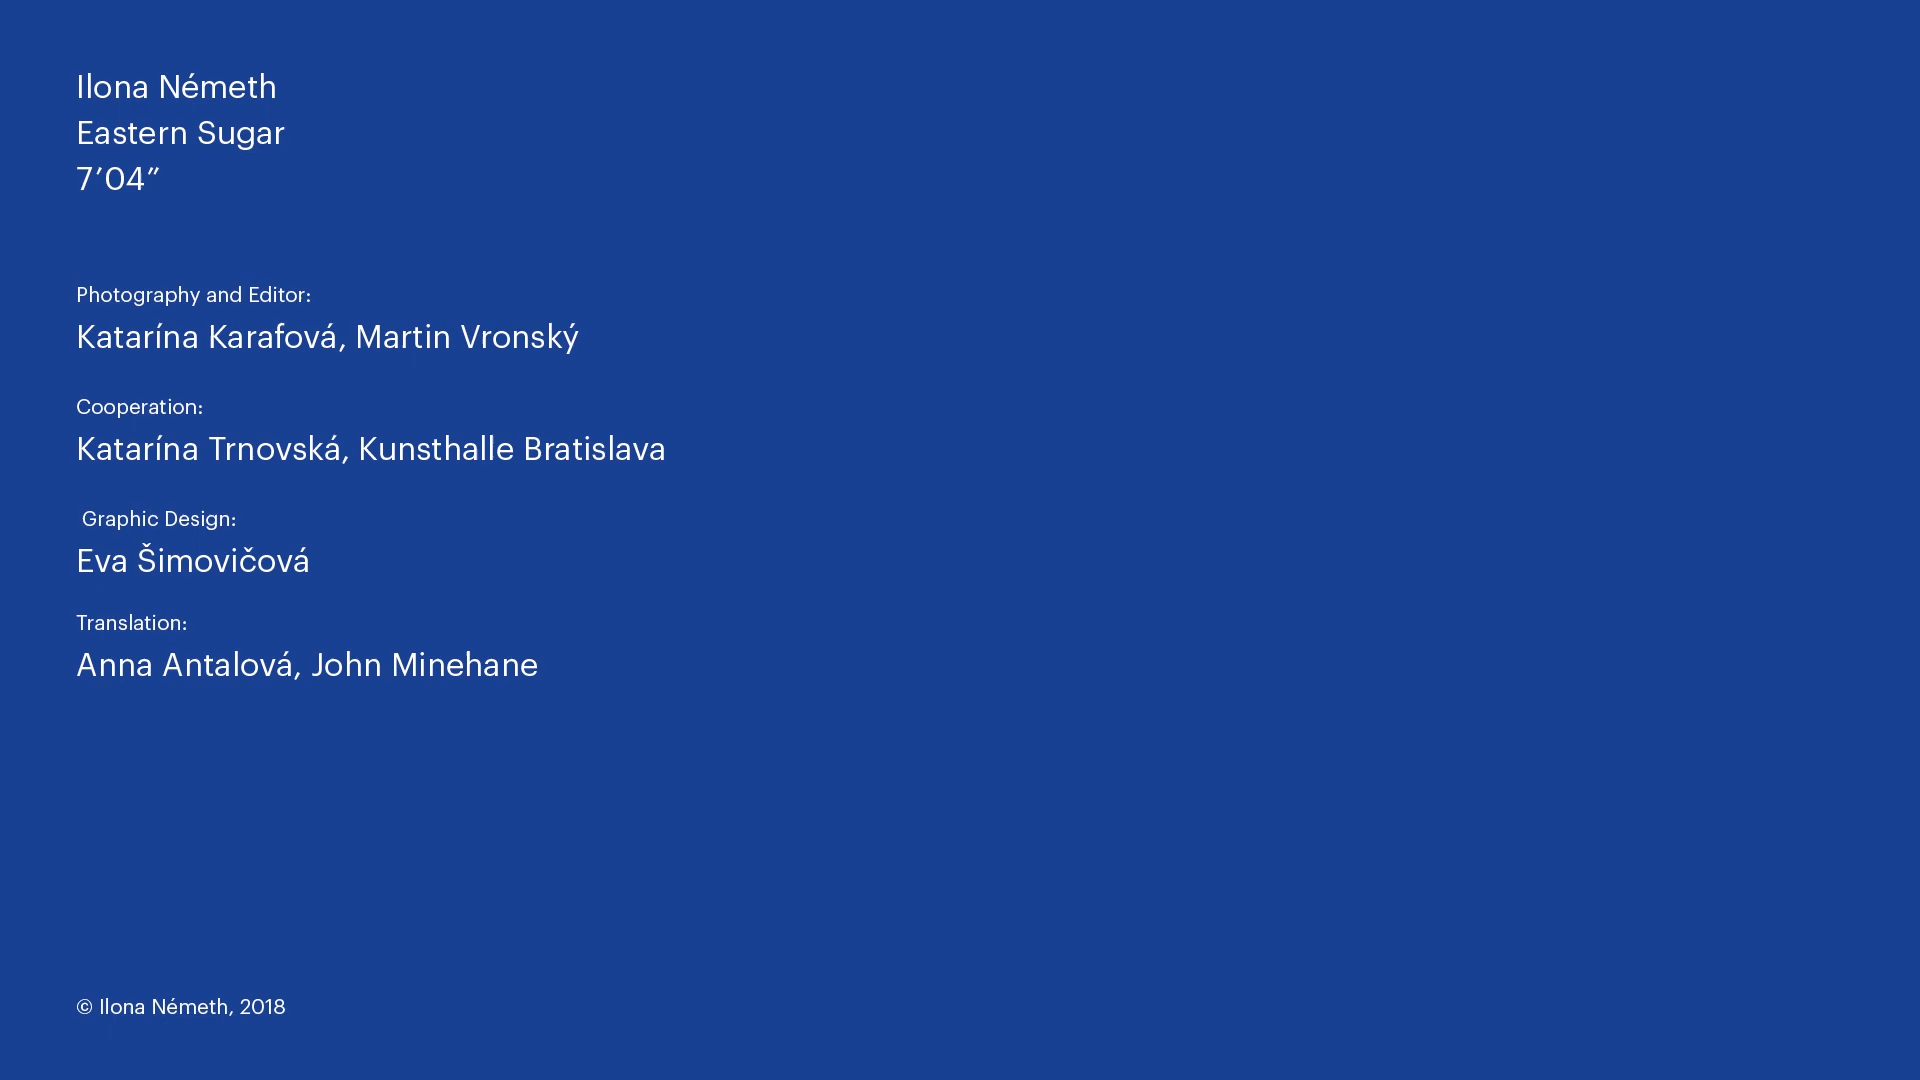 Ilona Németh
Eastern Sugar
7’04”
Photography and Editor:
Katarína Karafová, Martin Vronský
Cooperation:
Katarína Trnovská, Kunsthalle Bratislava
Graphic Design:
Eva Šimovičová
Translation:
Anna Antalová, John Minehane
© Ilona Németh, 2018